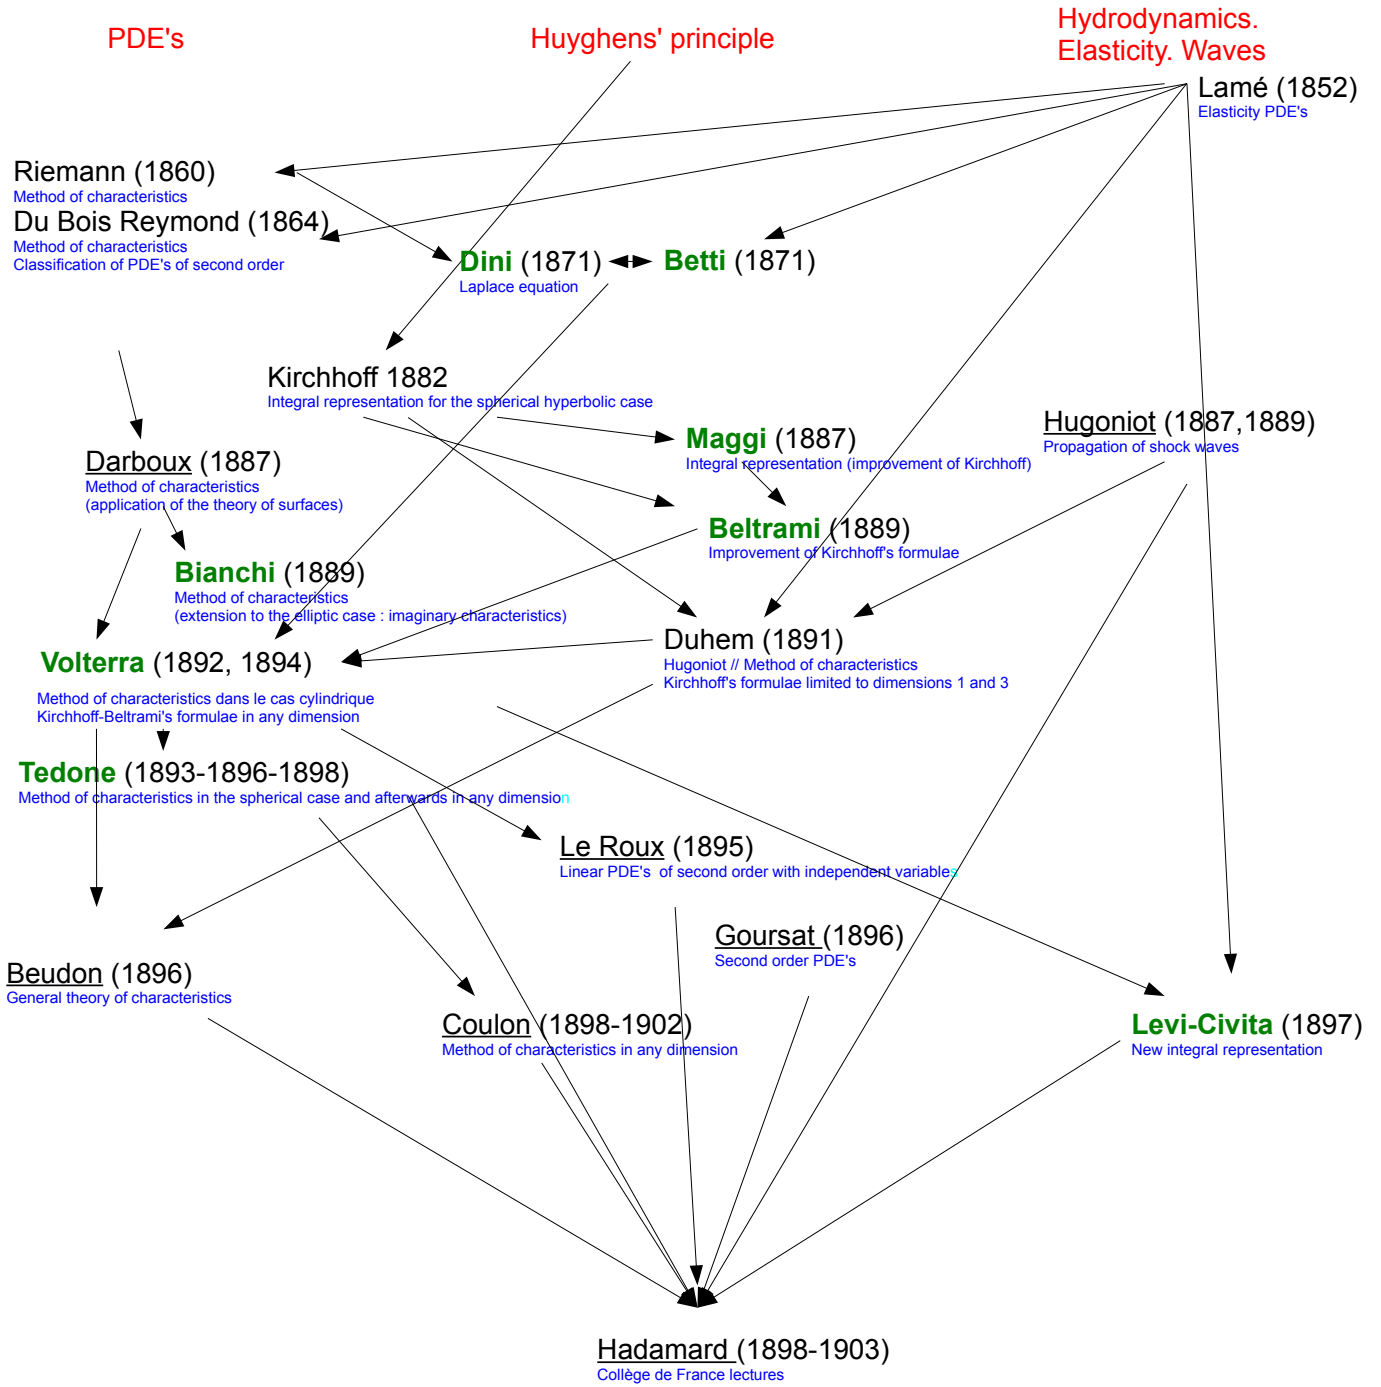 PDE's
Huyghens' principle
Hydrodynamics.
Elasticity. Waves
Lamé (1852)
Elasticity PDE's
Riemann (1860)
Method of characteristics
Du Bois Reymond (1864)
Method of characteristics
Classification of PDE's of second order
Dini (1871)
Laplace equation
Betti (1871)
Kirchhoff 1882
Integral representation for the spherical hyperbolic case
Maggi (1887)
Integral representation (improvement of Kirchhoff)
Hugoniot (1887,1889)
Propagation of shock waves
Darboux (1887)
Method of characteristics
(application of the theory of surfaces)
Beltrami (1889)
Improvement of Kirchhoff's formulae
Bianchi (1889)
Method of characteristics
(extension to the elliptic case : imaginary characteristics)
Volterra (1892, 1894)
Method of characteristics dans le cas cylindrique
Kirchhoff-Beltrami's formulae in any dimension
Duhem (1891)
Hugoniot // Method of characteristics
Kirchhoff's formulae limited to dimensions 1 and 3
Tedone (1893-1896-1898)
Method of characteristics in the spherical case and afterwards in any dimension
Le Roux (1895)
Linear PDE's of second order with independent variables
Goursat (1896)
Second order PDE's
Beudon (1896)
General theory of characteristics
Coulon (1898-1902)
Method of characteristics in any dimension
Levi-Civita (1897)
New integral representation
Hadamard (1898-1903)
Collège de France lectures